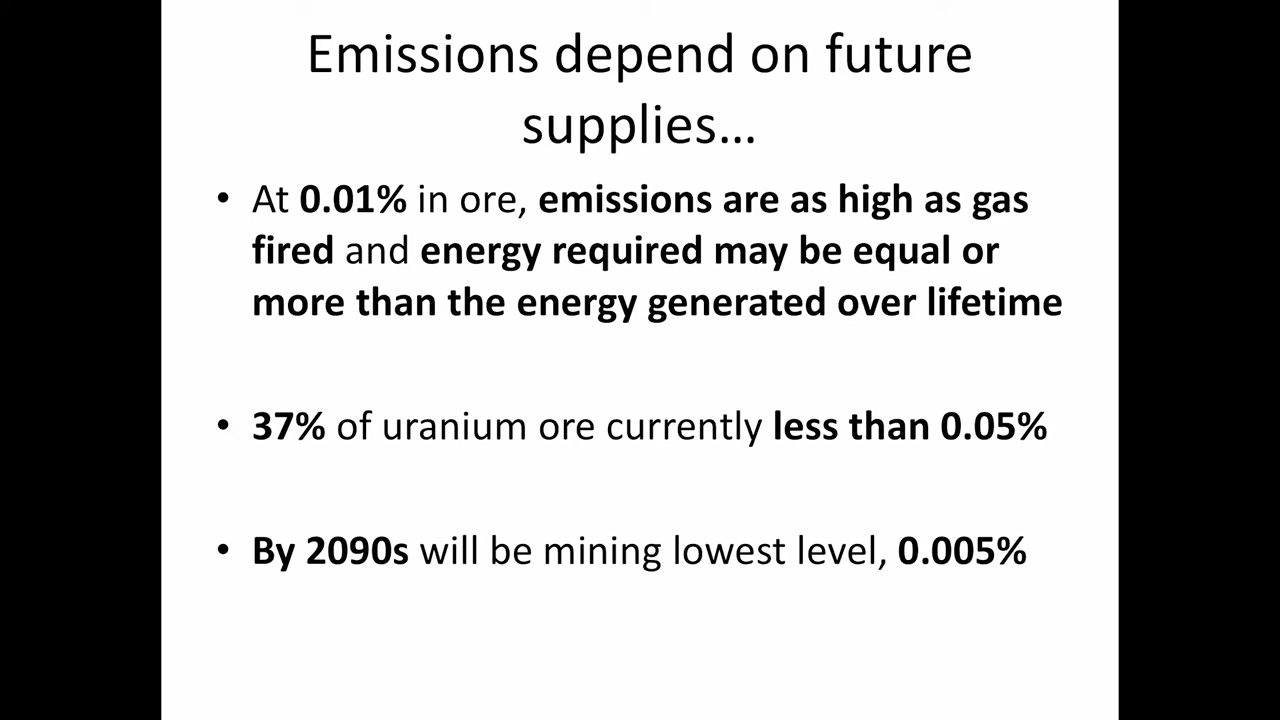 Emissions depend on future
supplies…
• At 0.01% in ore, emissions are as high as gas
fired and energy required may be equal or
more than the energy generated over lifetime
• 37% of uranium ore currently less than 0.05%
• By 2090s will be mining lowest level, 0.005%